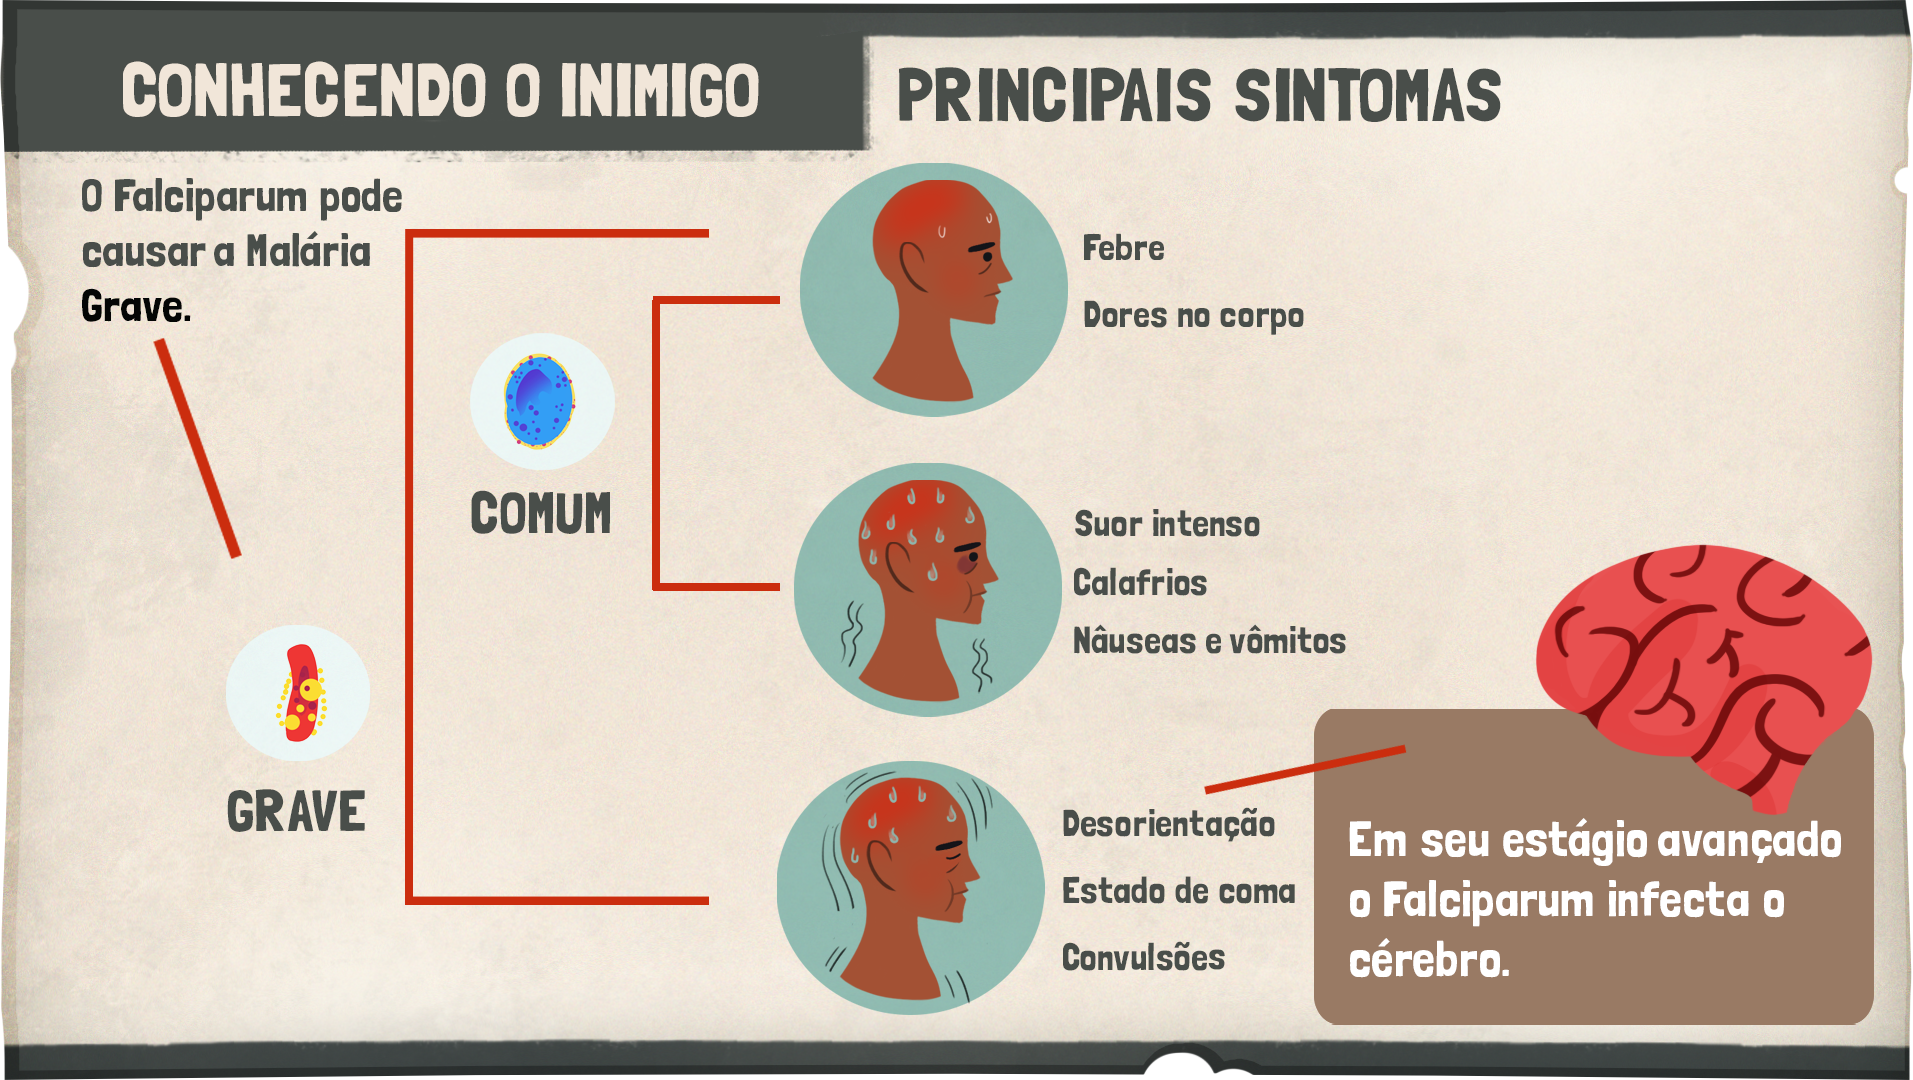 CONHECENDO O INIMIGO
PRINCIPAIS SINTOMAS
O Falciparum pode
causar a Malária
Grave.
COMUM
GRAVE
Febre
Dores no corpo
Suor intenso
Calafrios
Nâuseas e vômitos
Desorientação
Estado de coma
Convulsões
Em seu estágio avançado
o Falciparum infecta o
cérebro.